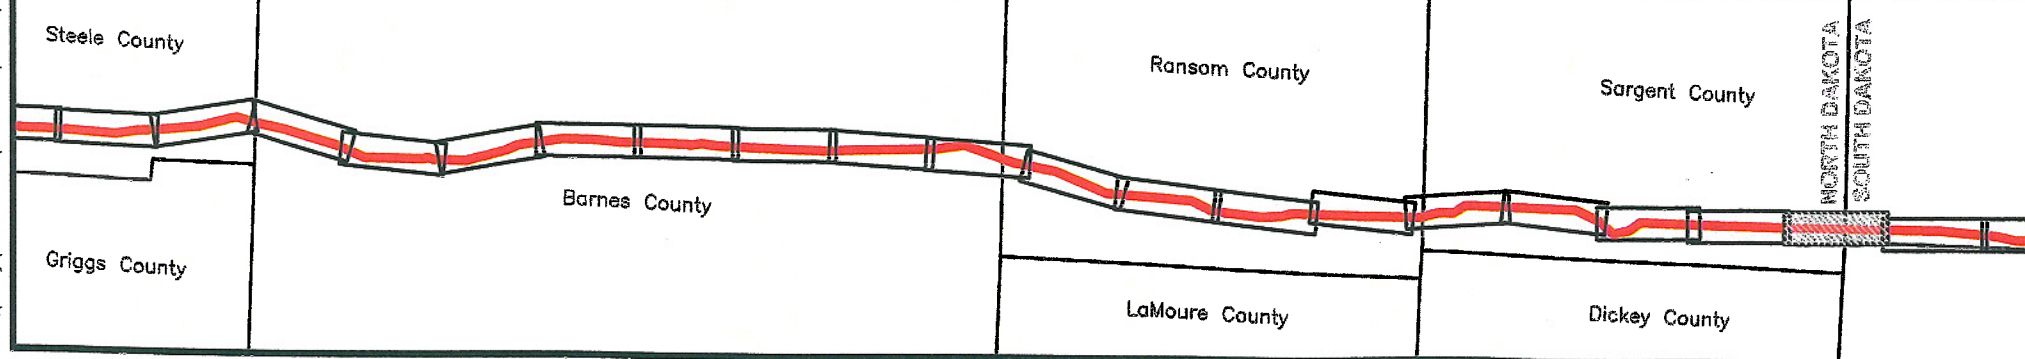 Steele County
Ransom County
Sargent County
NORTH DAKOTA
SOUTH DAKOTA
Barnes County
Griggs County
LaMoure County
Dickey County